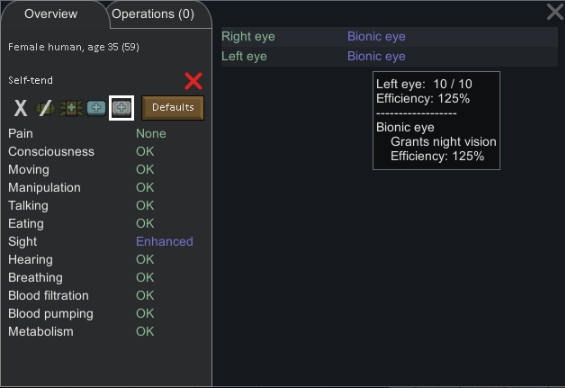 Overview
Operations (0)
Female human, age 35 (59)
Self-tend
Defaults
Pain None
Consciousness OK
Moving OK
Manipulation OK
Talking OK
Eating OK
Sight Enhanced
Hearing OK
Breathing OK
Blood filtration OK
Blood pumping OK
Metabolism OK
Right eye Bionic eye
Left eye Bionic eye
Left eye: 10 / 10
Efficiency: 125%
------------------
Bionic eye
Grants night vision
Efficiency: 125%